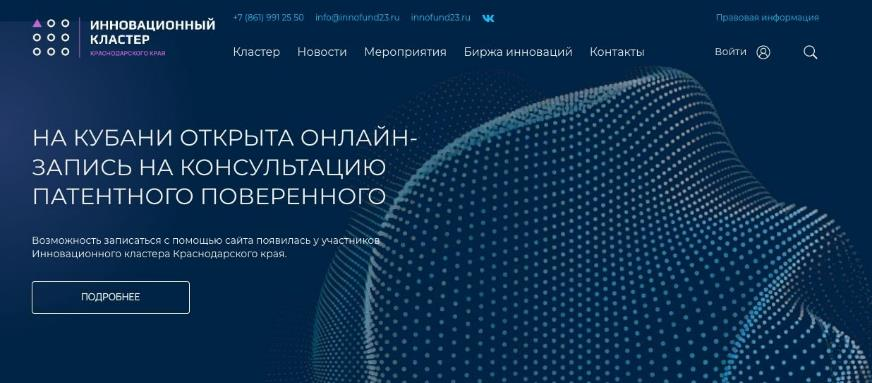 ИННОВАЦИОННЫЙ
КЛАСТЕР
КРАСНОДАРСКОГО КРАЯ
+7 (861) 991 25 50 info@innofund23.ru innofund23.ru
Правовая информация
Кластер Новости Мероприятия Биржа инноваций Контакты
Войти
НА КУБАНИ ОТКРЫТА ОНЛАЙН-
ЗАПИСЬ НА КОНСУЛЬТАЦИЮ
ПАТЕНТНОГО ПОВЕРЕННОГО
Возможность записаться с помощью сайта появилась у участников
Инновационного кластера Краснодарского края.
ПОДРОБНЕЕ